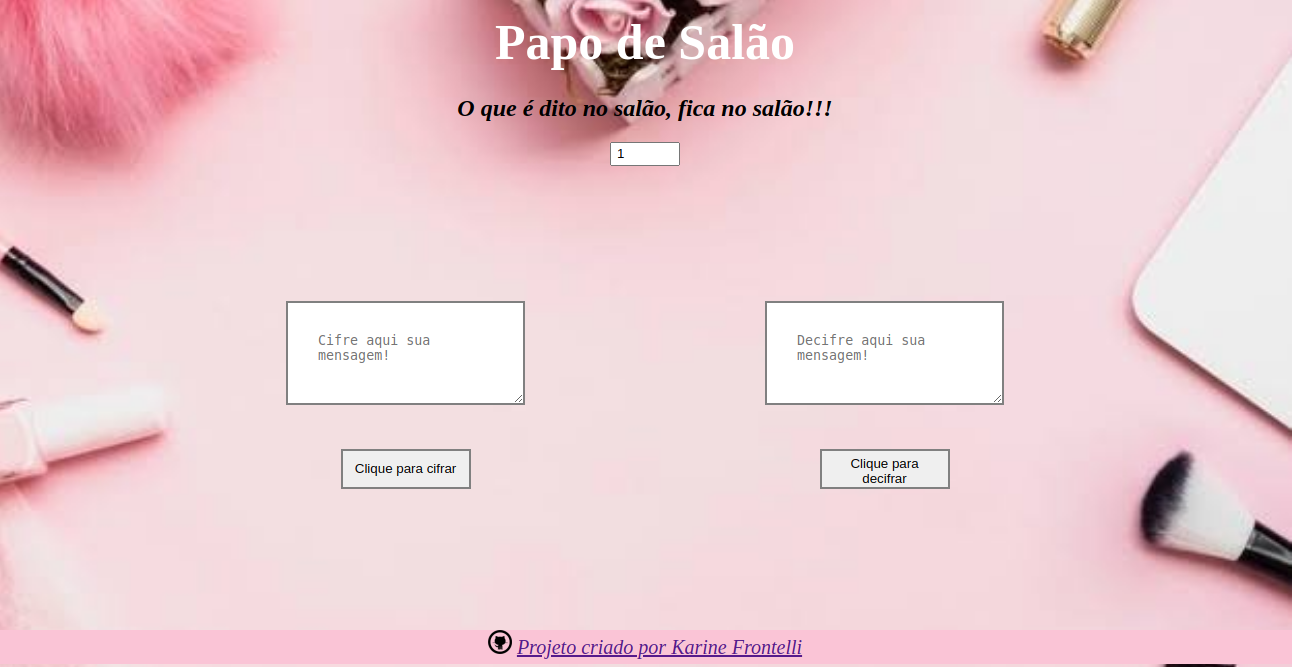 Papo de Salão
O que é dito no salão, fica no salão!!!
1
Cifre aqui sua
mensagem!
Decifre aqui sua
mensagem!
Clique para cifrar
Clique para
decifrar
Projeto criado por Karine Frontelli